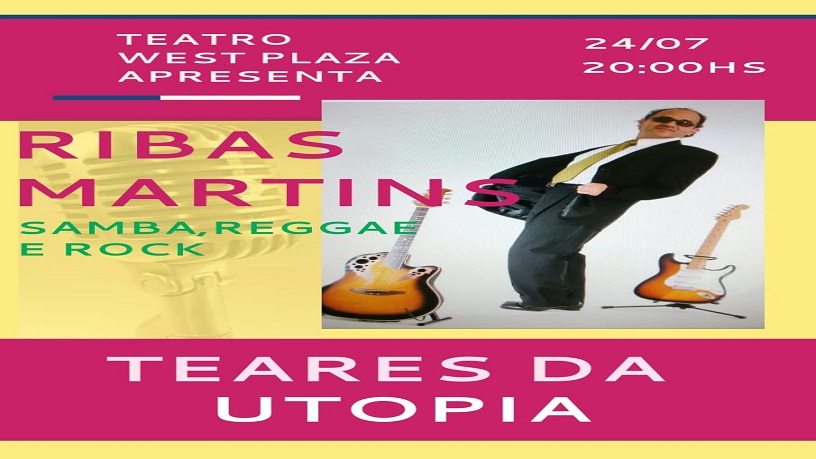 TEATRO
WEST PLAZA
APRESENTA
24/07
20:00HS
RIBAS
MARTINS
SAMBA,REGGAE
E ROCK
TEARES DA
UTOPIA